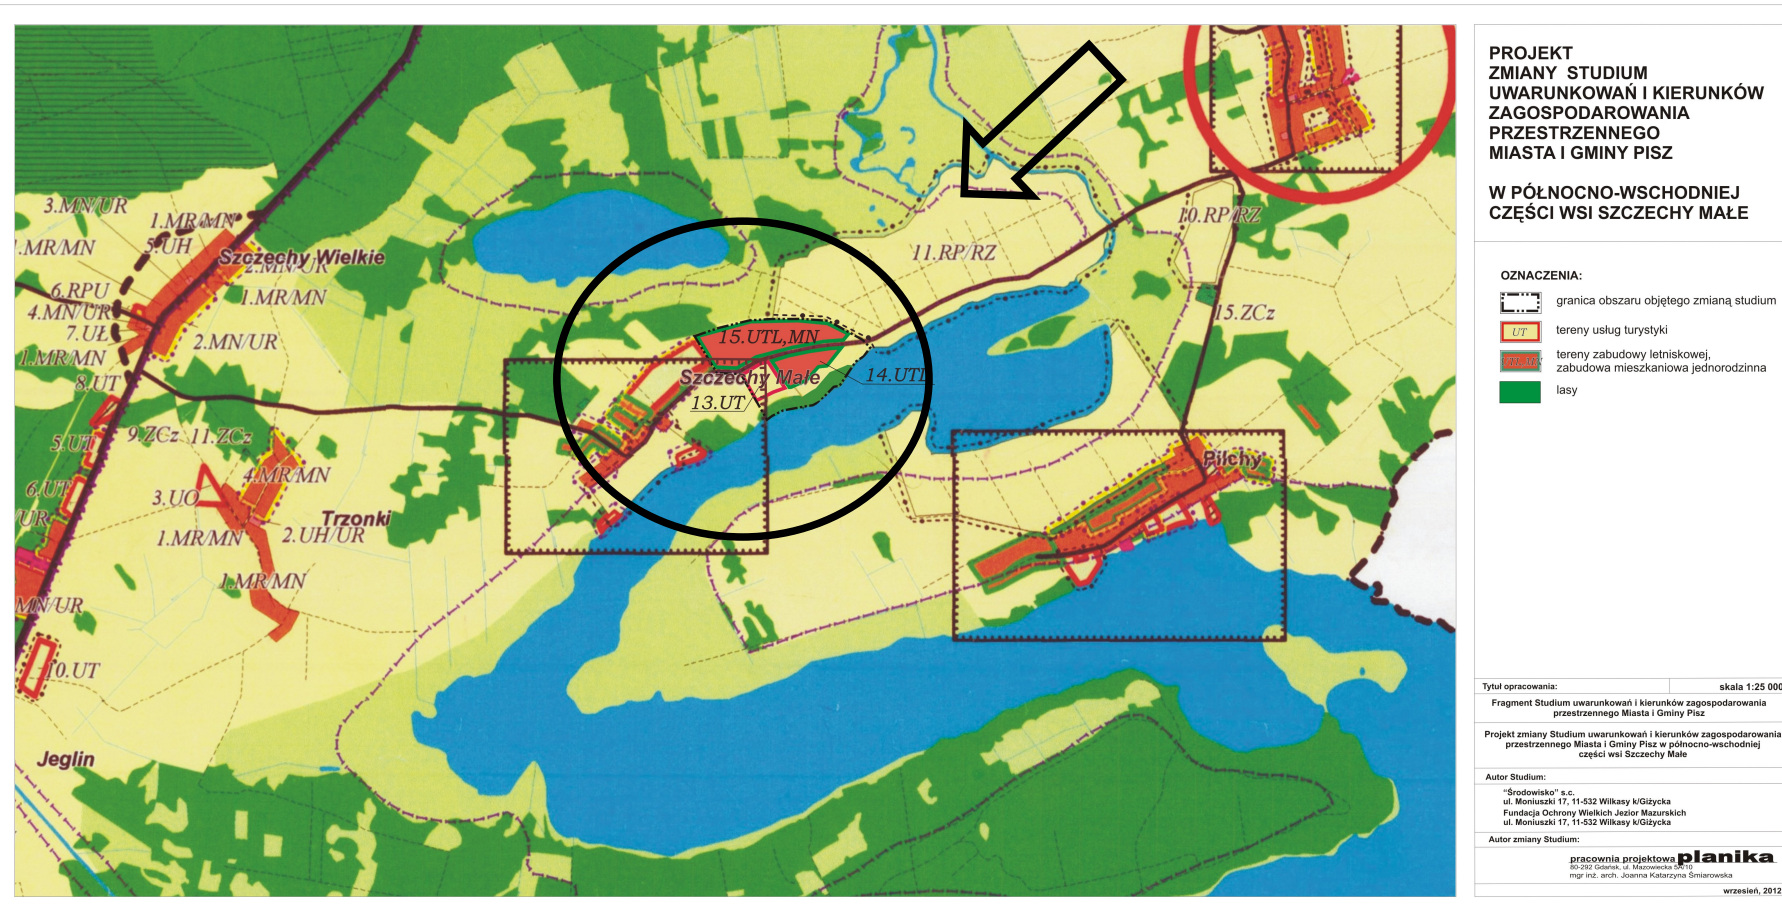 3.MN/UR
1.MR/MN
.MR/MN
5.UH
Szczechy Wielkie
2.MN/UR
6.RPU
1.MR/MN
4.MN/UR
7.UŁ
2.MN/UR
1.MR/MN
8.UT
5.UT
9.ZCz
11.ZCz
4.MR/MN
6.UT
3.UO
/UR
Trzonki
1.MR/MN
2.UH/UR
1.MR/MN
MN/UR
10.UT
Jeglin
15.UTL,MN
Szczechy Małe
14.UTL
13.UT
11.RP/RZ
10.RP/RZ
15.ZCz
Pilchy
PROJEKT
ZMIANY STUDIUM
UWARUNKOWAŃ I KIERUNKÓW
ZAGOSPODAROWANIA
PRZESTRZENNEGO
MIASTA I GMINY PISZ
W PÓŁNOCNO-WSCHODNIEJ
CZĘŚCI WSI SZCZECHY MAŁE
OZNACZENIA:
granica obszaru objętego zmianą studium
UT
tereny usług turystyki
UTL,MN
tereny zabudowy letniskowej,
zabudowa mieszkaniowa jednorodzinna
lasy
Tytuł opracowania:
skala 1:25 000
Fragment Studium uwarunkowań i kierunków zagospodarowania
przestrzennego Miasta i Gminy Pisz
Projekt zmiany Studium uwarunkowań i kierunków zagospodarowania
przestrzennego Miasta i Gminy Pisz w północno-wschodniej
części wsi Szczechy Małe
Autor Studium:
"Środowisko" s.c.
ul. Moniuszki 17, 11-532 Wilkasy k/Giżycka
Fundacja Ochrony Wielkich Jezior Mazurskich
ul. Moniuszki 17, 11-532 Wilkasy k/Giżycka
Autor zmiany Studium:
pracownia projektowa planika
80-292 Gdańsk, ul. Mazowiecka 5A/10
mgr inż. arch. Joanna Katarzyna Śmiarowska
wrzesień, 2012